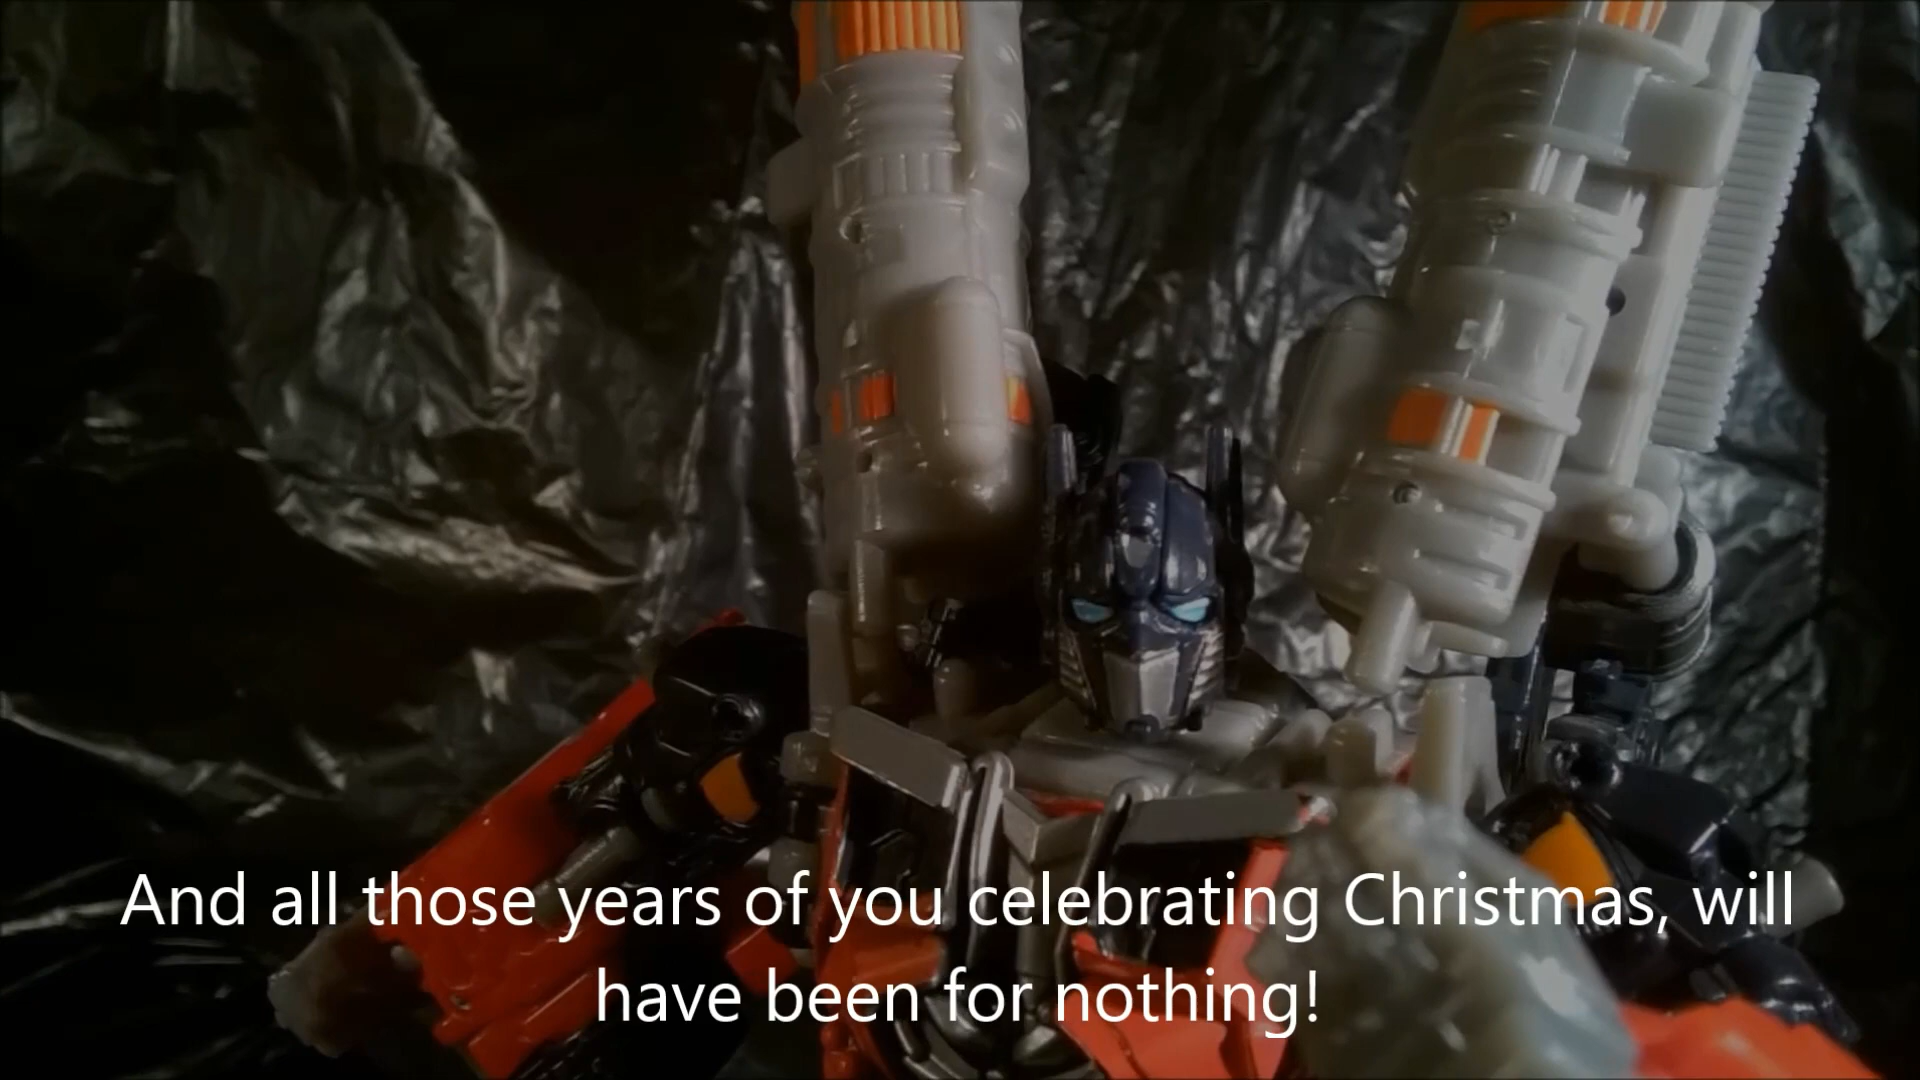 And all those years of you celebrating Christmas, will
have been for nothing!